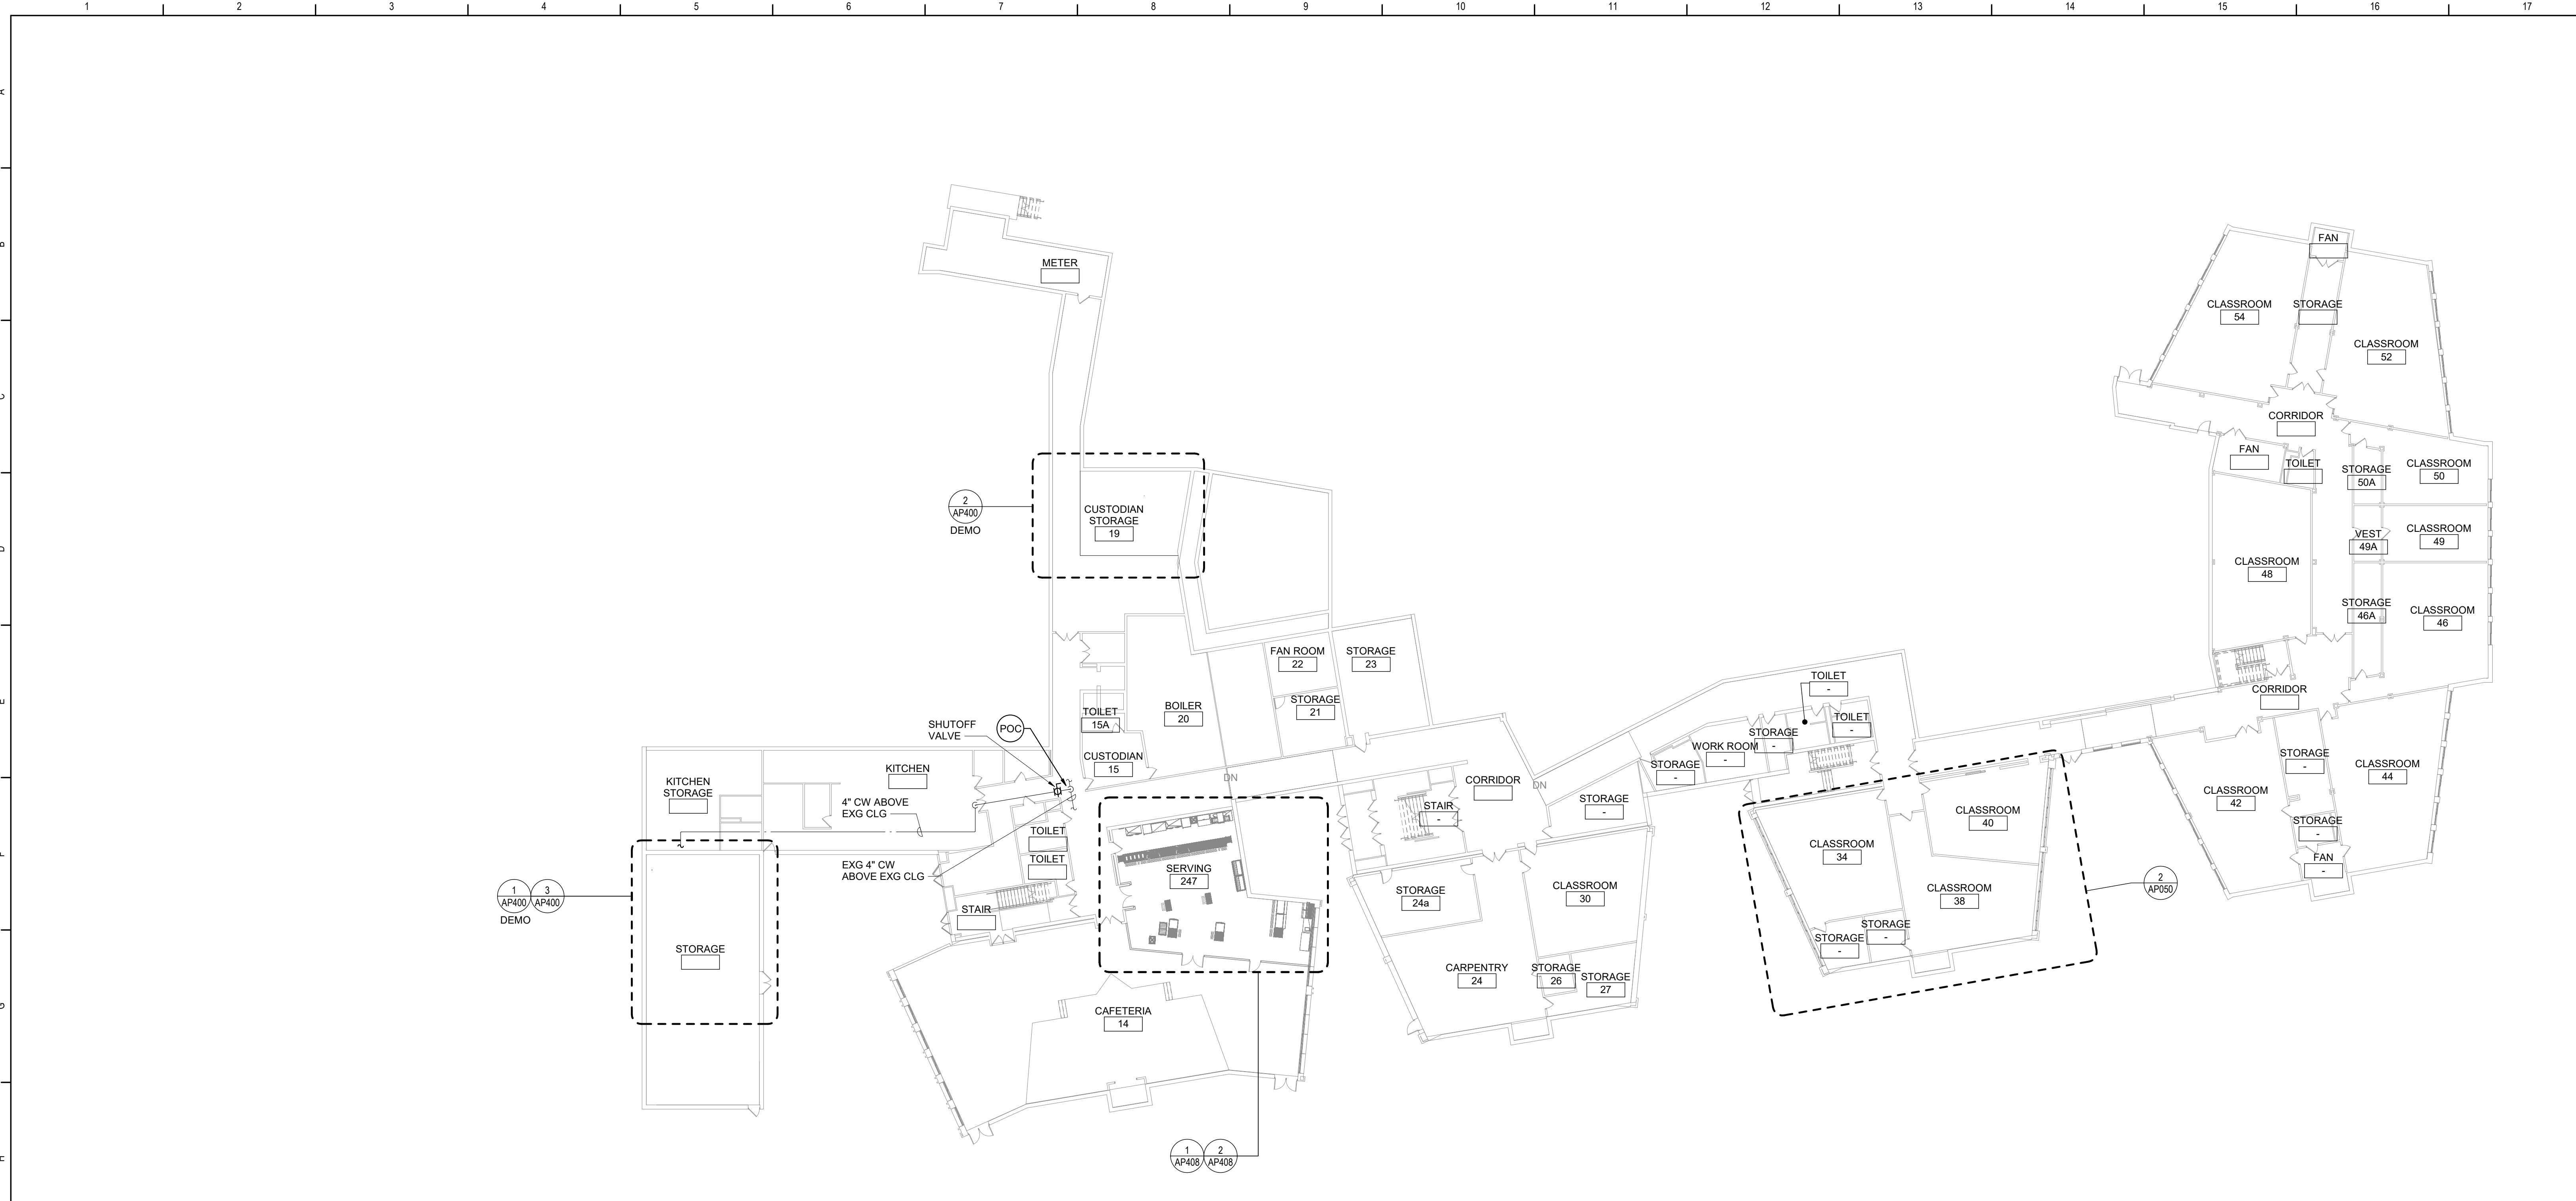 1 2 3 4 5 6 7 8 9 10 11 12 13 14 15 16 17
A
B
C
D
E
F
G
H
METER
FAN
CLASSROOM
54
STORAGE
CLASSROOM
52
CORRIDOR
FAN
TOILET
STORAGE
50A
CLASSROOM
50
VEST
49A
CLASSROOM
49
CLASSROOM
48
STORAGE
46A
CLASSROOM
46
CORRIDOR
2
AP400
DEMO
CUSTODIAN
STORAGE
19
FAN ROOM
22
STORAGE
23
STORAGE
21
BOILER
20
TOILET
15A
CUSTODIAN
15
SHUTOFF
VALVE
POC
DN
KITCHEN
STORAGE
KITCHEN
4" CW ABOVE
EXG CLG
EXG 4" CW
ABOVE EXG CLG
TOILET
TOILET
STAIR
SERVING
247
1
AP400
3
AP400
DEMO
STORAGE
CAFETERIA
14
1
AP408
2
AP408
CORRIDOR
DN
STAIR
-
STORAGE
-
STORAGE
24a
CLASSROOM
30
CARPENTRY
24
STORAGE
26
STORAGE
27
TOILET
-
TOILET
-
STORAGE
-
WORK ROOM
-
STORAGE
-
CLASSROOM
40
CLASSROOM
34
CLASSROOM
38
STORAGE
-
STORAGE
-
2
AP050
STORAGE
-
CLASSROOM
44
CLASSROOM
42
STORAGE
-
FAN
-